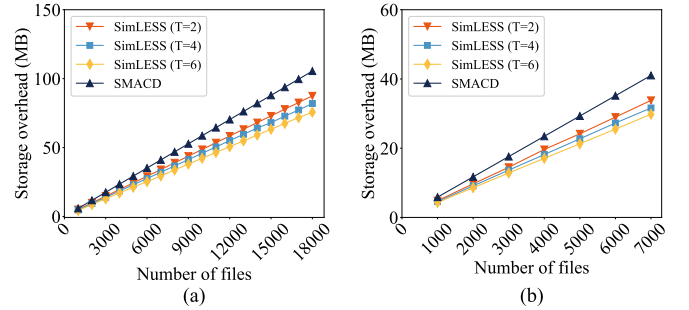 Storage overhead (MB)
150
100
50
0
SimLESS (T=2)
SimLESS (T=4)
SimLESS (T=6)
SMACD
0
3000
6000
9000
12000
15000
18000
Number of files
(a)
Storage overhead (MB)
60
40
20
0
SimLESS (T=2)
SimLESS (T=4)
SimLESS (T=6)
SMACD
0
1000
2000
3000
4000
5000
6000
7000
Number of files
(b)